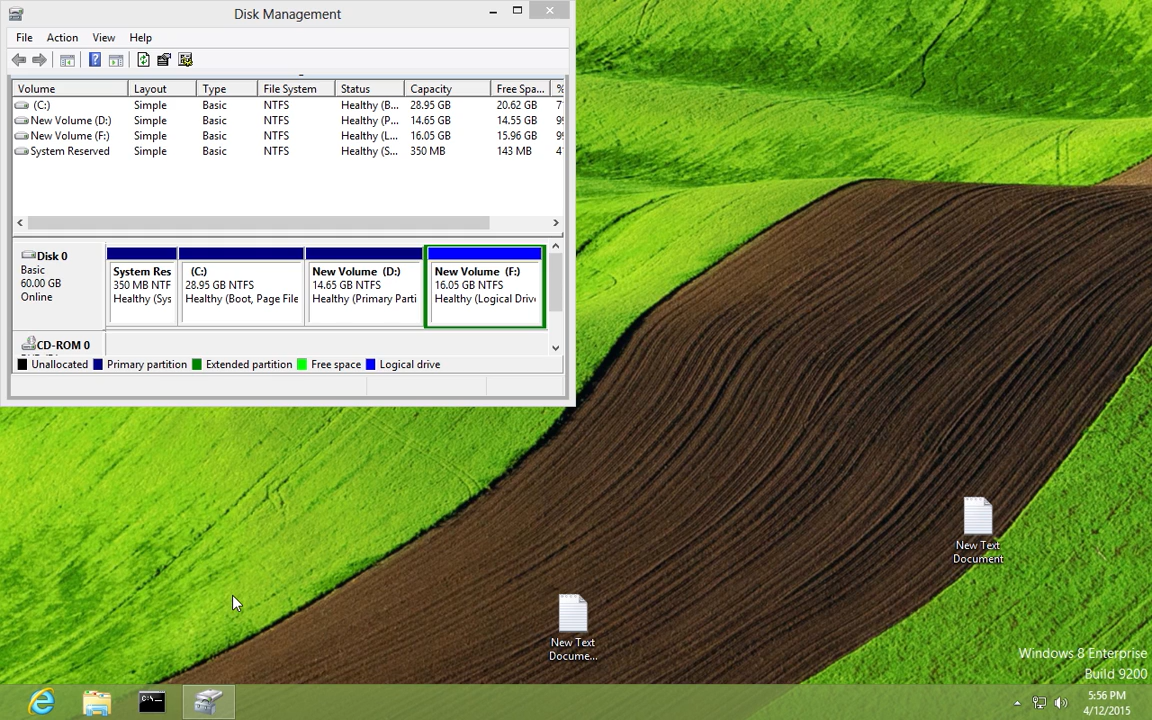 Disk Management
File Action View Help
Volume Layout Type File System Status Capacity Free Spa... %
(C:) Simple Basic NTFS Healthy (B... 28.95 GB 20.62 GB
New Volume (D:) Simple Basic NTFS Healthy (P... 14.65 GB 14.55 GB
New Volume (F:) Simple Basic NTFS Healthy (L... 16.05 GB 15.96 GB
System Reserved Simple Basic NTFS Healthy (S... 350 MB 143 MB
Disk 0
Basic
60.00 GB
Online
System Res
350 MB NTF
Healthy (Sys
(C:)
28.95 GB NTFS
Healthy (Boot, Page File
New Volume (D:)
14.65 GB NTFS
Healthy (Primary Parti
New Volume (F:)
16.05 GB NTFS
Healthy (Logical Driv
CD-ROM 0
Unallocated Primary partition Extended partition Free space Logical drive
New Text
Document
New Text
Docume...
Windows 8 Enterprise
Build 9200
5:56 PM
4/12/2015